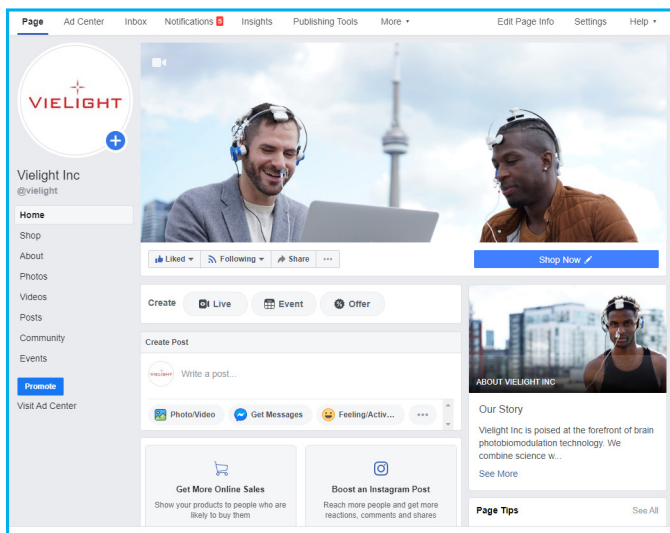 Page
Ad Center
Inbox
Notifications 5
Insights
Publishing Tools
More
Edit Page Info
Settings
Help
VIELIGHT
Vielight Inc
@vielight
Home
Shop
About
Photos
Videos
Posts
Community
Events
Promote
Visit Ad Center
Liked
Following
Share
Shop Now
Create
Live
Event
Offer
Create Post
VIELIGHT
Write a post...
Photo/Video
Get Messages
Feeling/Activ...
Get More Online Sales
Show your products to people who are
likely to buy them
Boost an Instagram Post
Reach more people and get more
reactions, comments and shares
ABOUT VIELIGHT INC
Our Story
Vielight Inc is poised at the forefront of brain
photobiomodulation technology. We
combine science w...
See More
Page Tips
See All